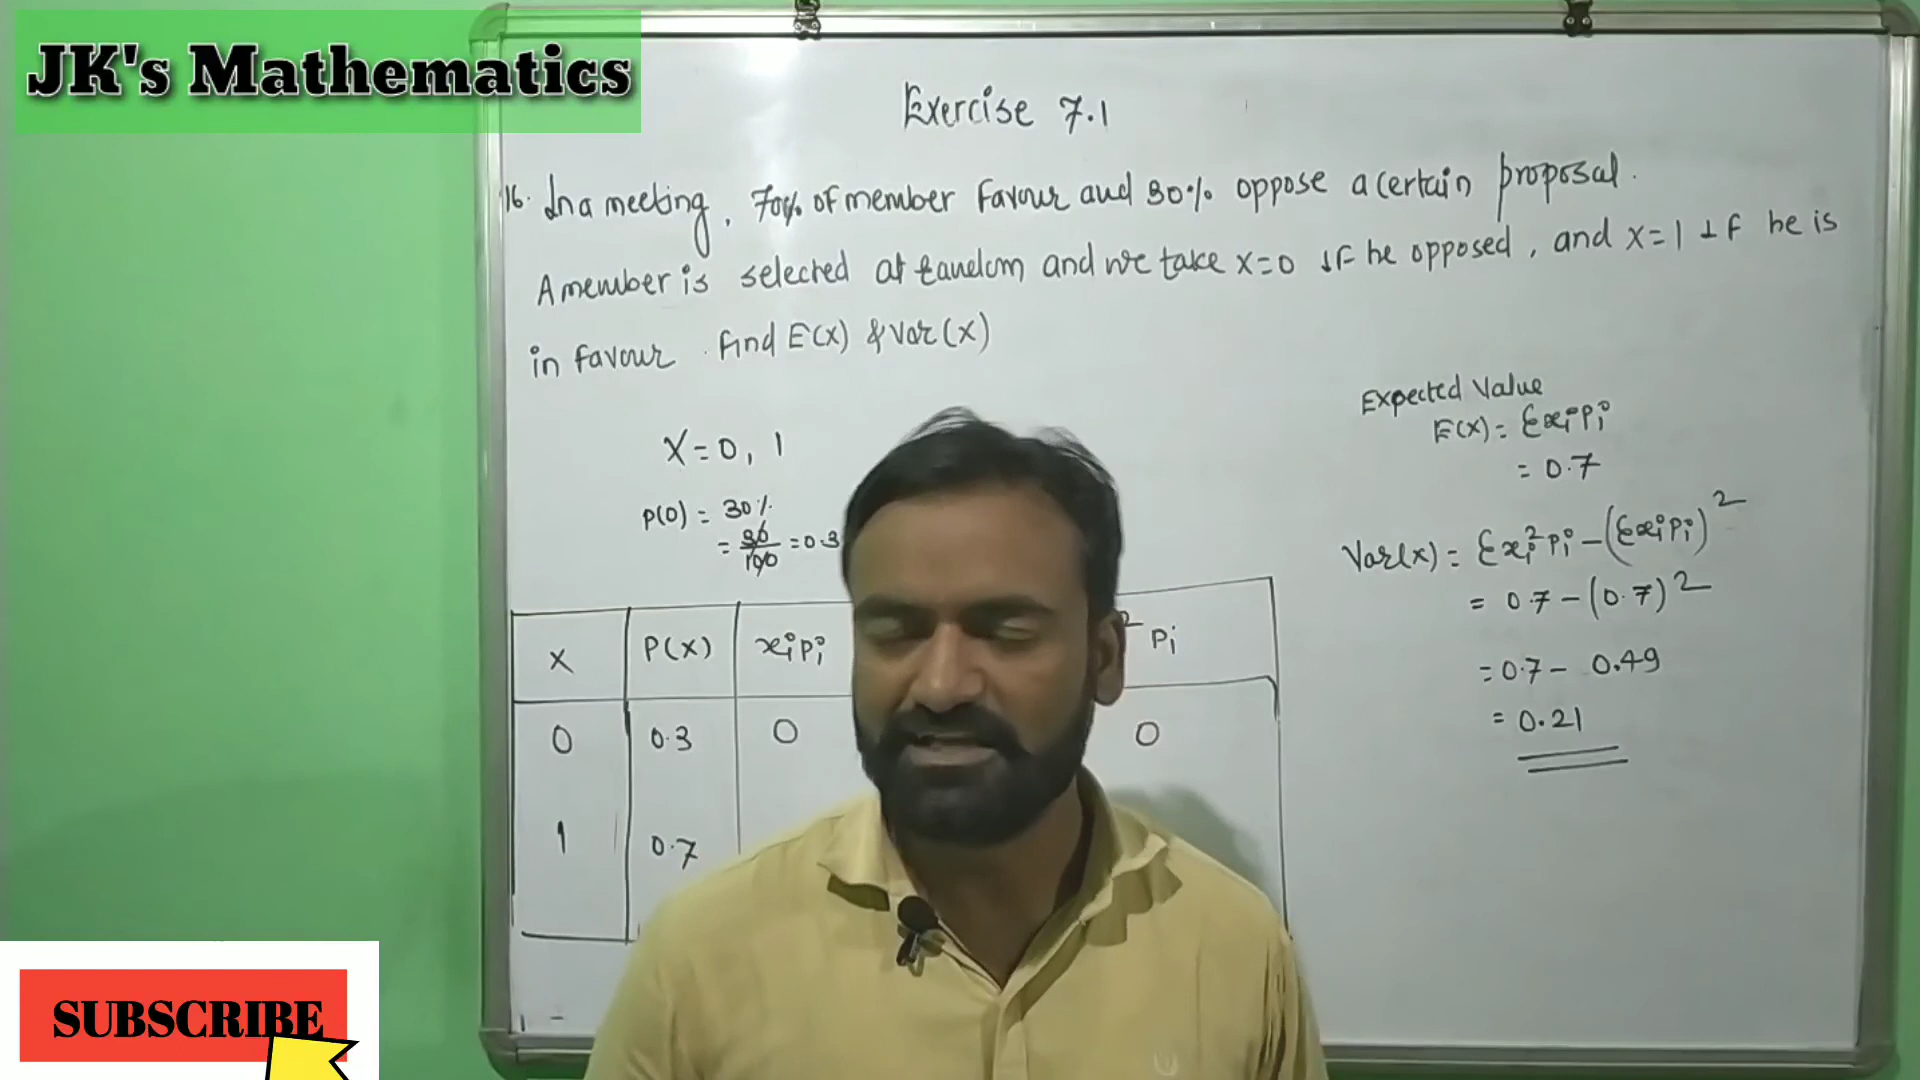 JK's Mathematics
Exercise 7.1
16. In a meeting, 70% of member favour and 30% oppose a certain proposal.
A member is selected at random and we take X=0 If he opposed, and X=1 If he is
in favour. Find E(X) & Var(X)
X=0, 1
P(0) = 30%
= 30/100 = 0.3
X P(X) xᵢpᵢ ² pᵢ
0 0.3 0 0
1 0.7
Expected Value
E(X) = Σxᵢpᵢ
= 0.7
Var(x) = Σxᵢ²pᵢ - (Σxᵢpᵢ)²
= 0.7 - (0.7)²
= 0.7 - 0.49
= 0.21
SUBSCRIBE